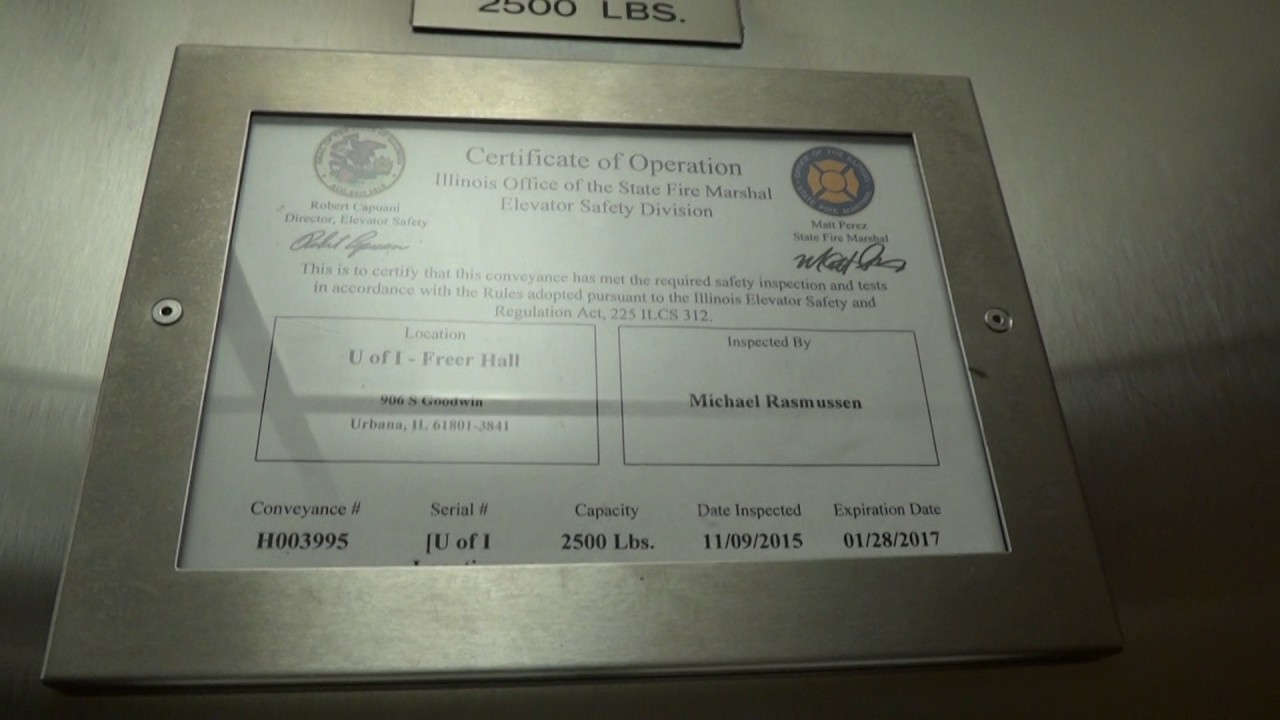 2500 LBS.
Certificate of Operation
Illinois Office of the State Fire Marshal
Elevator Safety Division
Robert Capuani
Director, Elevator Safety
Matt Perez
State Fire Marshal
This is to certify that this conveyance has met the required safety inspection and tests
in accordance with the Rules adopted pursuant to the Illinois Elevator Safety and
Regulation Act, 225 ILCS 312.
Location
U of I - Freer Hall
906 S Goodwin
Urbana, IL 61801-3841
Inspected By
Michael Rasmussen
Conveyance # Serial # Capacity Date Inspected Expiration Date
H003995 [U of I 2500 Lbs. 11/09/2015 01/28/2017